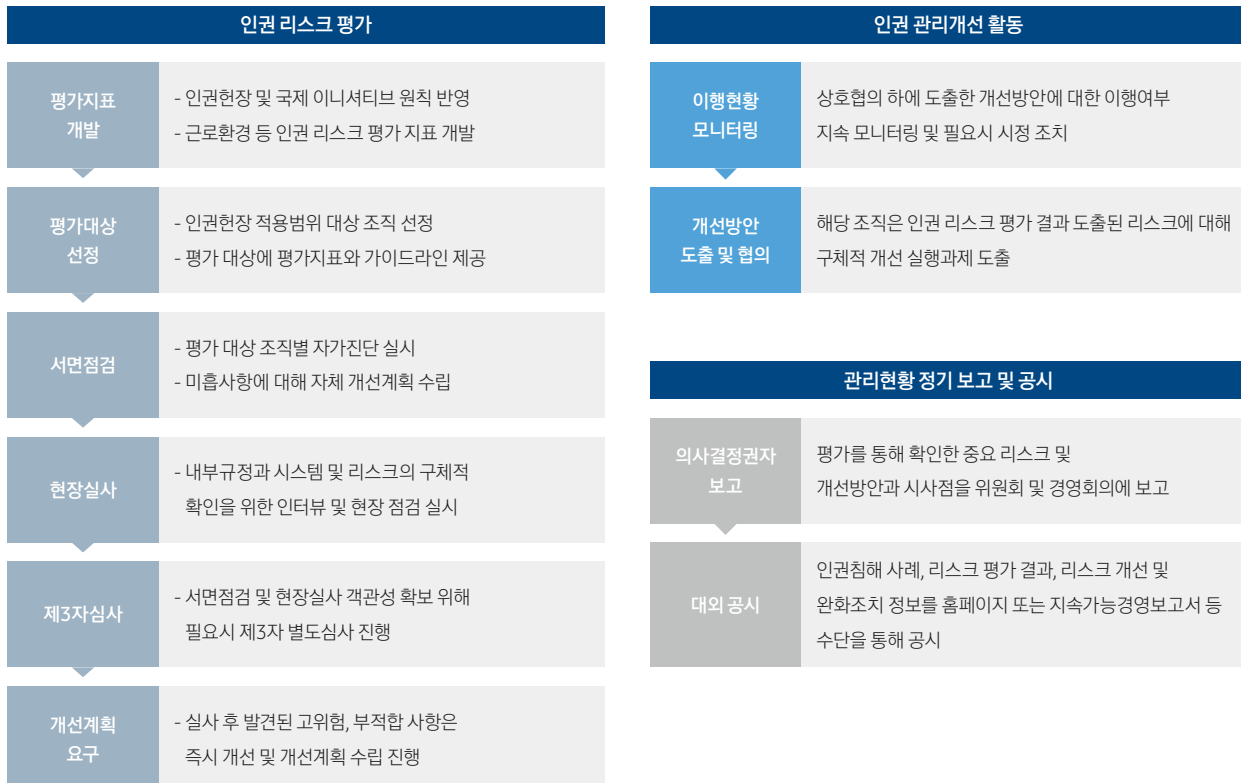 인권 리스크 평가
평가지표
개발
- 인권헌장 및 국제 이니셔티브 원칙 반영
- 근로환경 등 인권 리스크 평가 지표 개발
평가대상
선정
- 인권헌장 적용범위 대상 조직 선정
- 평가 대상에 평가지표와 가이드라인 제공
서면점검
- 평가 대상 조직별 자가진단 실시
- 미흡사항에 대해 자체 개선계획 수립
현장실사
- 내부규정과 시스템 및 리스크의 구체적
확인을 위한 인터뷰 및 현장 점검 실시
제3자심사
- 서면점검 및 현장실사 객관성 확보 위해
필요시 제3자 별도심사 진행
개선계획
요구
- 실사 후 발견된 고위험, 부적합 사항은
즉시 개선 및 개선계획 수립 진행
인권 관리개선 활동
이행현황
모니터링
상호협의 하에 도출한 개선방안에 대한 이행여부
지속 모니터링 및 필요시 시정 조치
개선방안
도출 및 협의
해당 조직은 인권 리스크 평가 결과 도출된 리스크에 대해
구체적 개선 실행과제 도출
관리현황 정기 보고 및 공시
의사결정권자
보고
평가를 통해 확인한 중요 리스크 및
개선방안과 시사점을 위원회 및 경영회의에 보고
대외 공시
인권침해 사례, 리스크 평가 결과, 리스크 개선 및
완화조치 정보를 홈페이지 또는 지속가능경영보고서 등
수단을 통해 공시